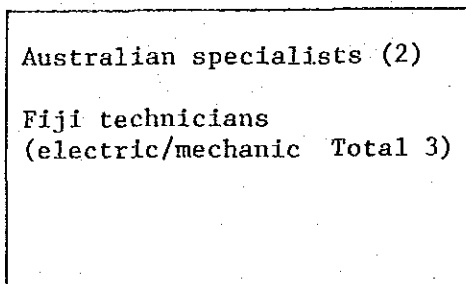 Australian specialists (2)
Fiji technicians
(electric/mechanic Total 3)